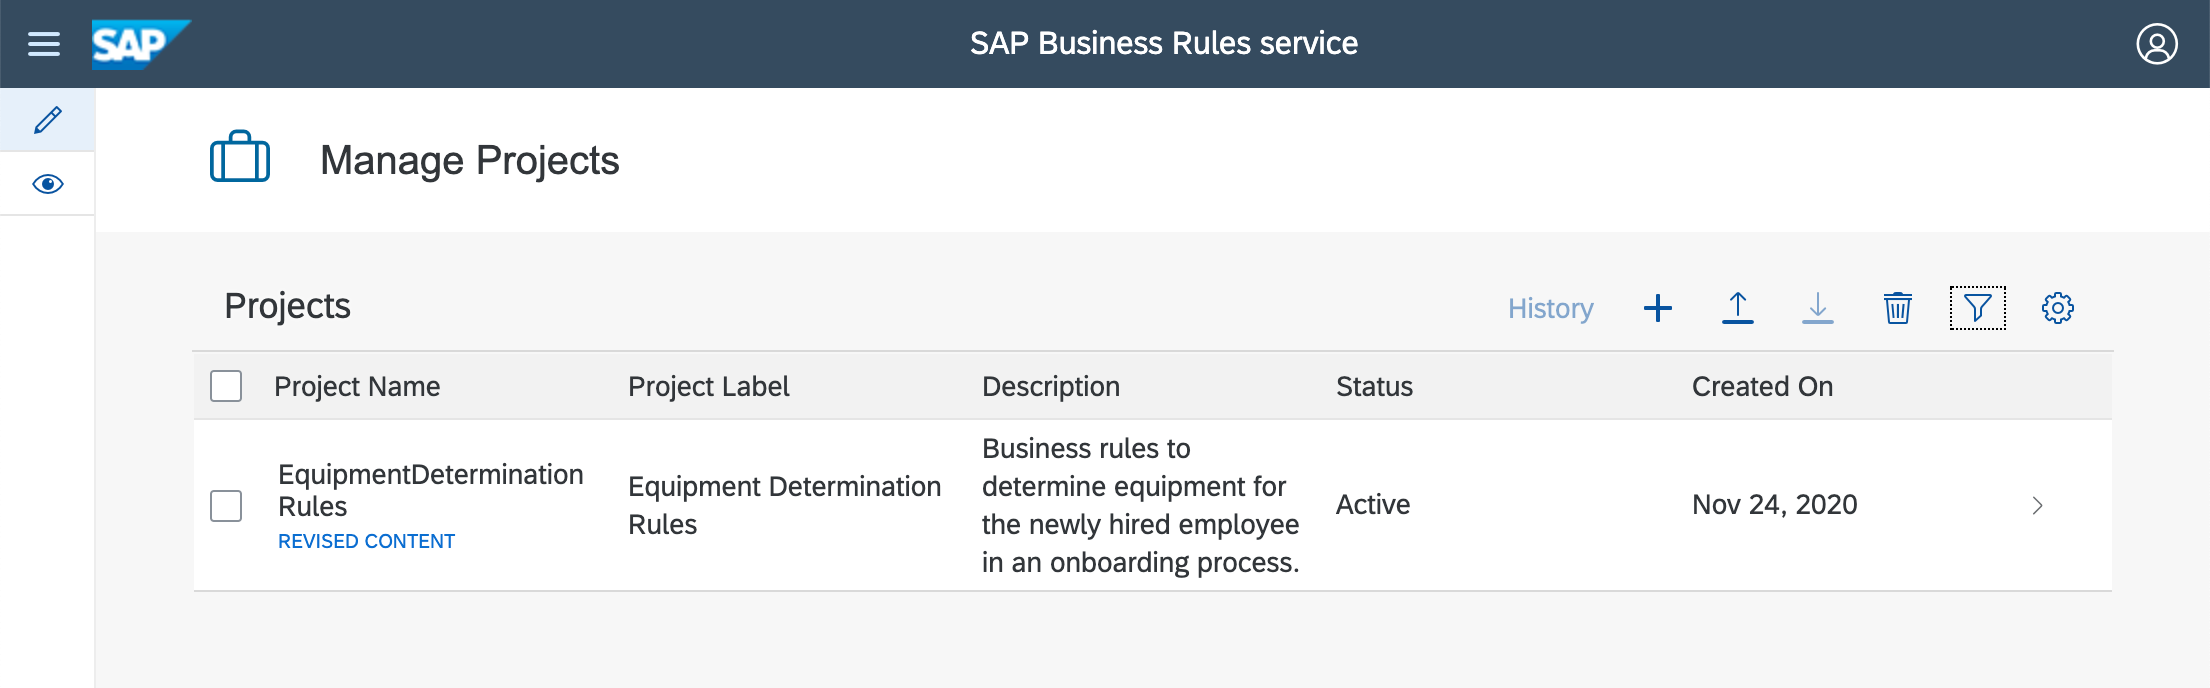 SAP
SAP Business Rules service
Manage Projects
Projects
History
Project Name
Project Label
Description
Status
Created On
EquipmentDetermination
Rules
REVISED CONTENT
Equipment Determination
Rules
Business rules to
determine equipment for
the newly hired employee
in an onboarding process.
Active
Nov 24, 2020